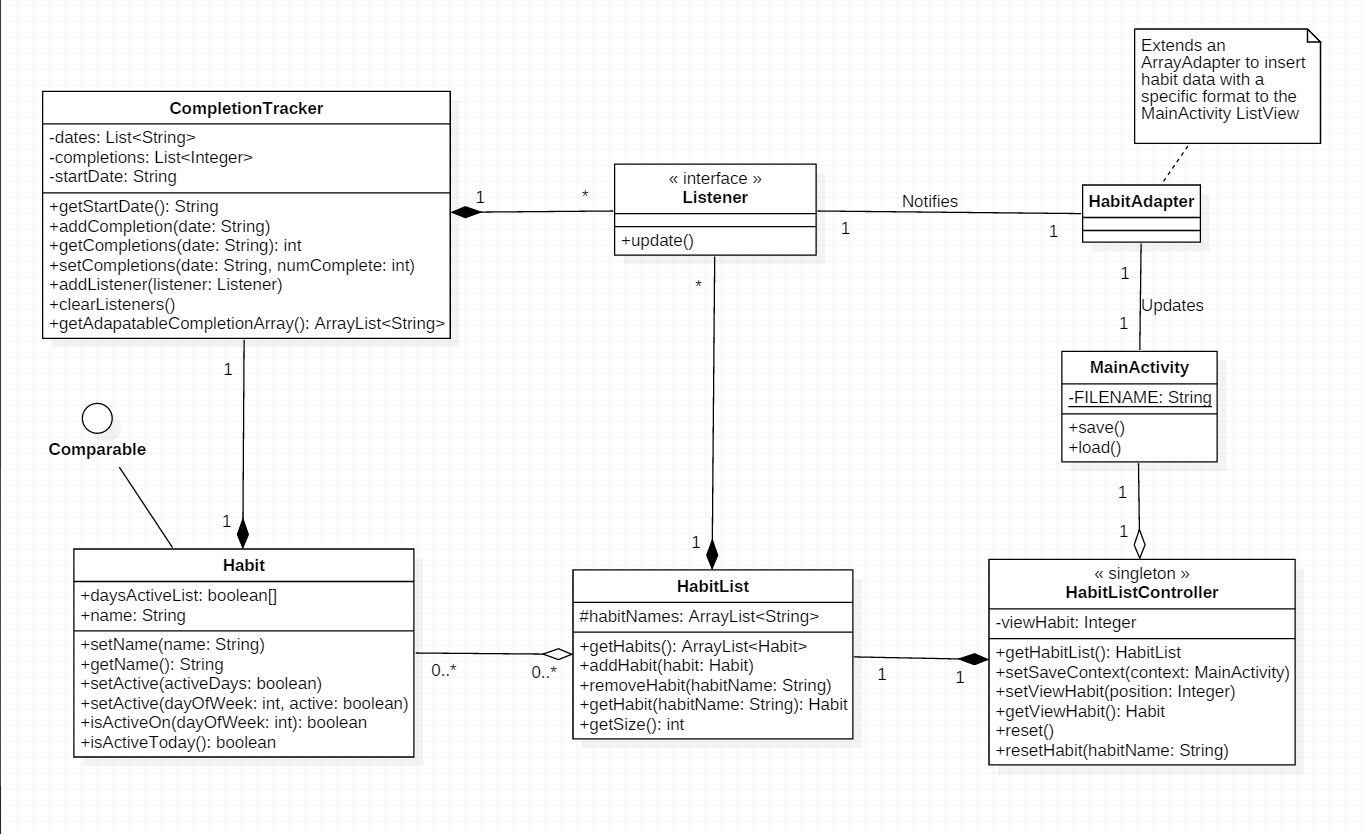 Extends an
ArrayAdapter to insert
habit data with a
specific format to the
MainActivity ListView
CompletionTracker
-dates: List<String>
-completions: List<Integer>
-startDate: String
+getStartDate(): String
+addCompletion(date: String)
+getCompletions(date: String): int
+setCompletions(date: String, numComplete: int)
+addListener(listener: Listener)
+clearListeners()
+getAdapatableCompletionArray(): ArrayList<String>
1
*
« interface »
Listener
+update()
Notifies
1
1
HabitAdapter
1
Updates
1
MainActivity
-FILENAME: String
+save()
+load()
1
1
*
1
1
1
Comparable
Habit
+daysActiveList: boolean[]
+name: String
+setName(name: String)
+getName(): String
+setActive(activeDays: boolean)
+setActive(dayOfWeek: int, active: boolean)
+isActiveOn(dayOfWeek: int): boolean
+isActiveToday(): boolean
0..*
0..*
HabitList
#habitNames: ArrayList<String>
+getHabits(): ArrayList<Habit>
+addHabit(habit: Habit)
+removeHabit(habitName: String)
+getHabit(habitName: String): Habit
+getSize(): int
1
1
« singleton »
HabitListController
-viewHabit: Integer
+getHabitList(): HabitList
+setSaveContext(context: MainActivity)
+setViewHabit(position: Integer)
+getViewHabit(): Habit
+reset()
+resetHabit(habitName: String)